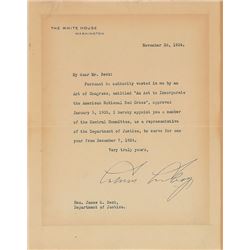 THE WHITE HOUSE
WASHINGTON
November 28, 1924.
My dear Mr. Beck:
Pursuant to authority vested in me by an
Act of Congress, entitled "An Act to Incorporate
the American National Red Cross", approved
January 5, 1905, I hereby appoint you a member
of the Central Committee, as a representative
of the Department of Justice, to serve for one
year from December 7, 1924.
Very truly yours,
Hon. James M. Beck,
Department of Justice.